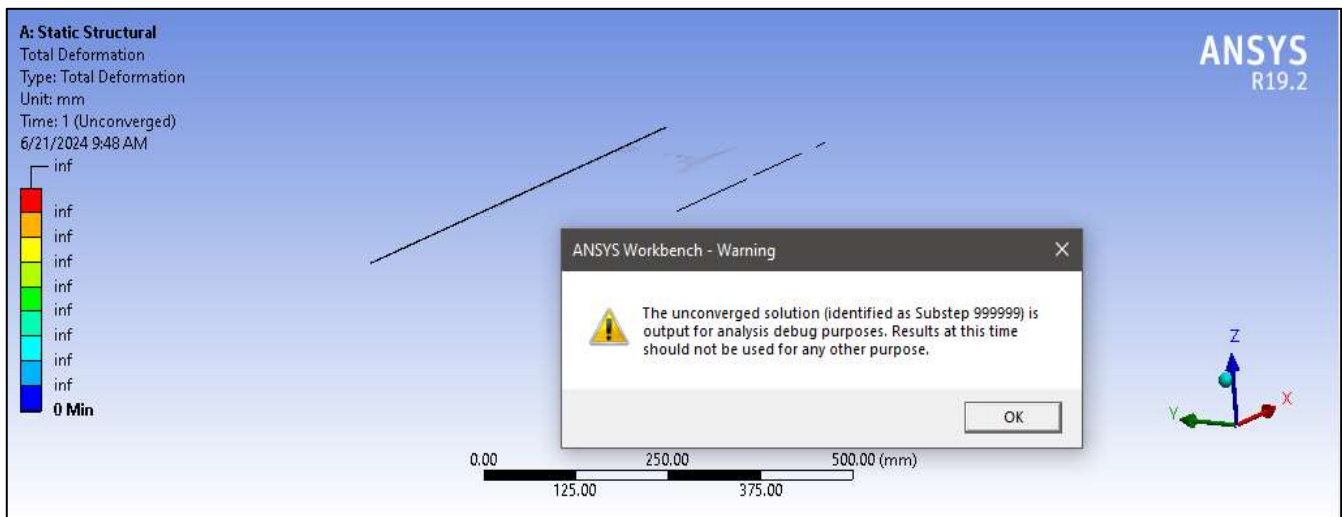 A: Static Structural
Total Deformation
Type: Total Deformation
Unit: mm
Time: 1 (Unconverged)
6/21/2024 9:48 AM
inf
inf
inf
inf
inf
inf
inf
inf
inf
0 Min
ANSYS
R19.2
ANSYS Workbench - Warning
The unconverged solution (identified as Substep 999999) is
output for analysis debug purposes. Results at this time
should not be used for any other purpose.
OK
0.00 250.00 500.00 (mm)
125.00 375.00
Z
Y
X